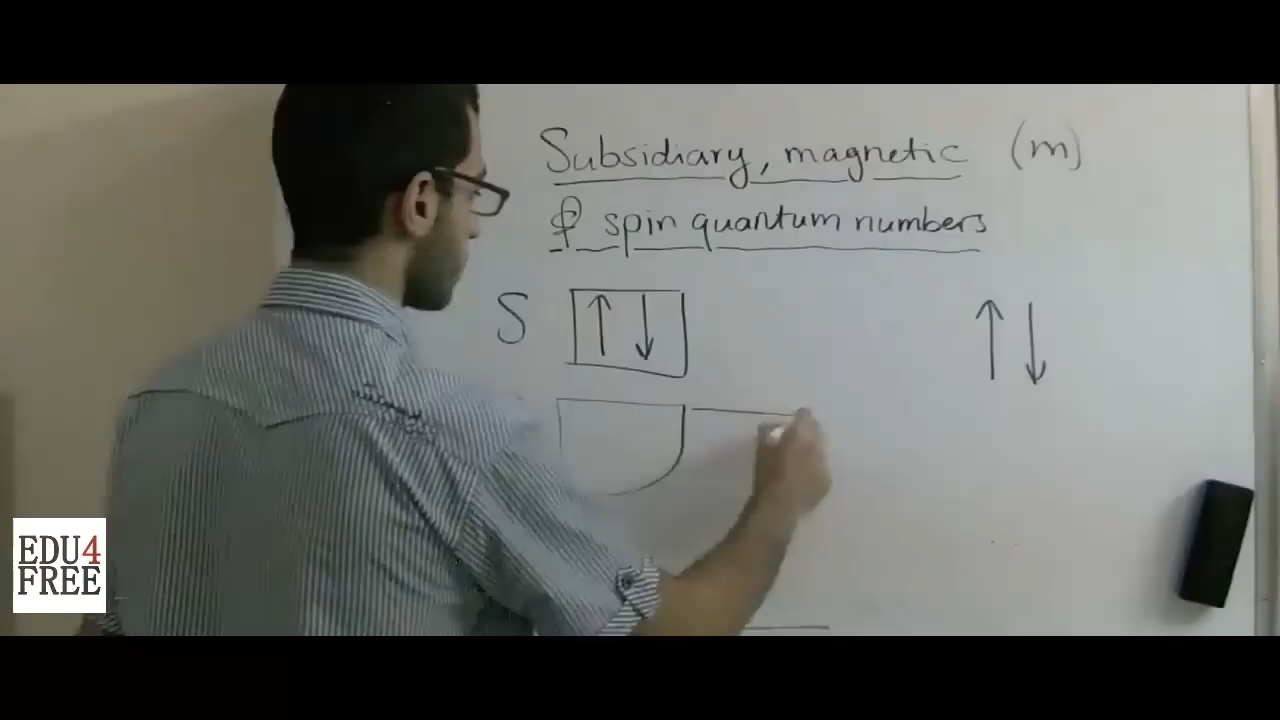 Subsidiary, magnetic (m)
& spin quantum numbers
S ↑ ↓ ↑ ↓
EDU4
FREE